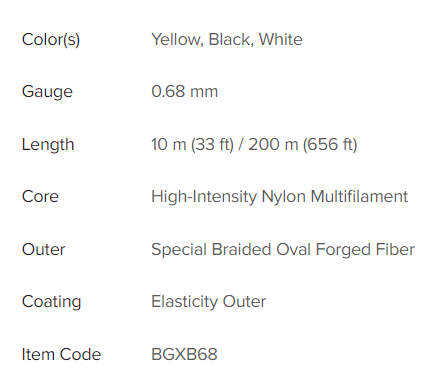 Color(s) Yellow, Black, White
Gauge 0.68 mm
Length 10 m (33 ft) / 200 m (656 ft)
Core High-Intensity Nylon Multifilament
Outer Special Braided Oval Forged Fiber
Coating Elasticity Outer
Item Code BGXB68